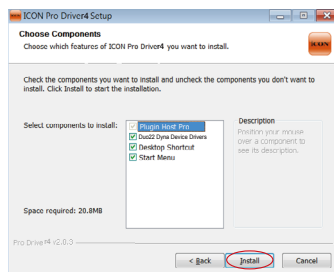 ICON Pro Driver4 Setup
Choose Components
Choose which features of ICON Pro Driver4 you want to install.
ICON
Check the components you want to install and uncheck the components you don't want to
install. Click Install to start the installation.
Select components to install:
Plugin Host Pro
Duo22 Dyna Device Drivers
Desktop Shortcut
Start Menu
Description
Position your mouse
over a component to
see its description.
Space required: 20.8MB
Pro Drive4 v2.0.3
< Back
Install
Cancel